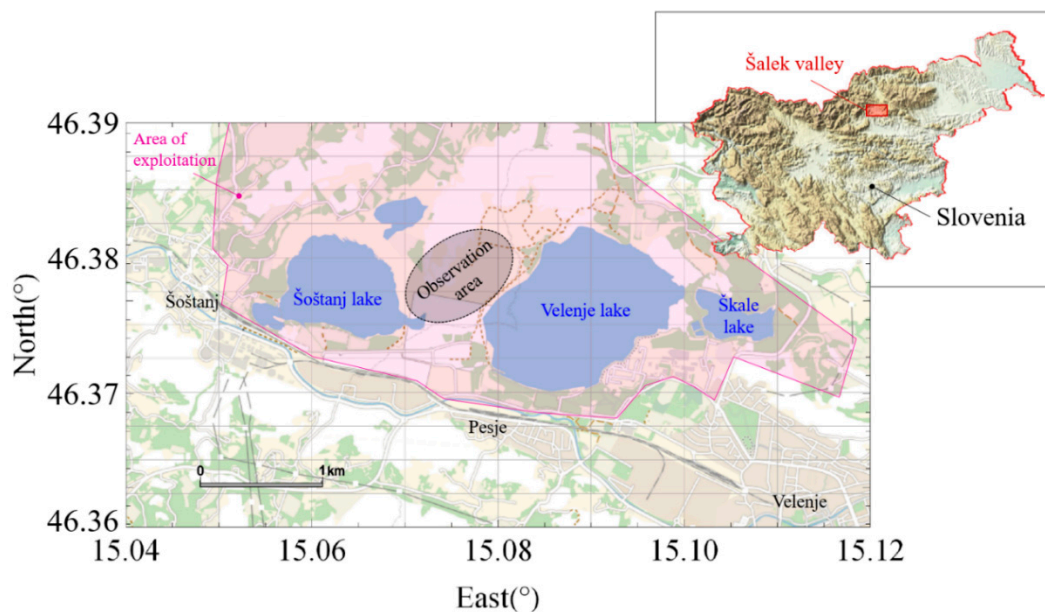 Šalek valley
Slovenia
46.39
46.38
46.37
46.36
North(°)
Area of
exploitation
Observation
area
Šoštanj
Šoštanj lake
Velenje lake
Škale
lake
Pesje
0
1km
Velenje
15.04
15.06
15.08
15.10
15.12
East(°)